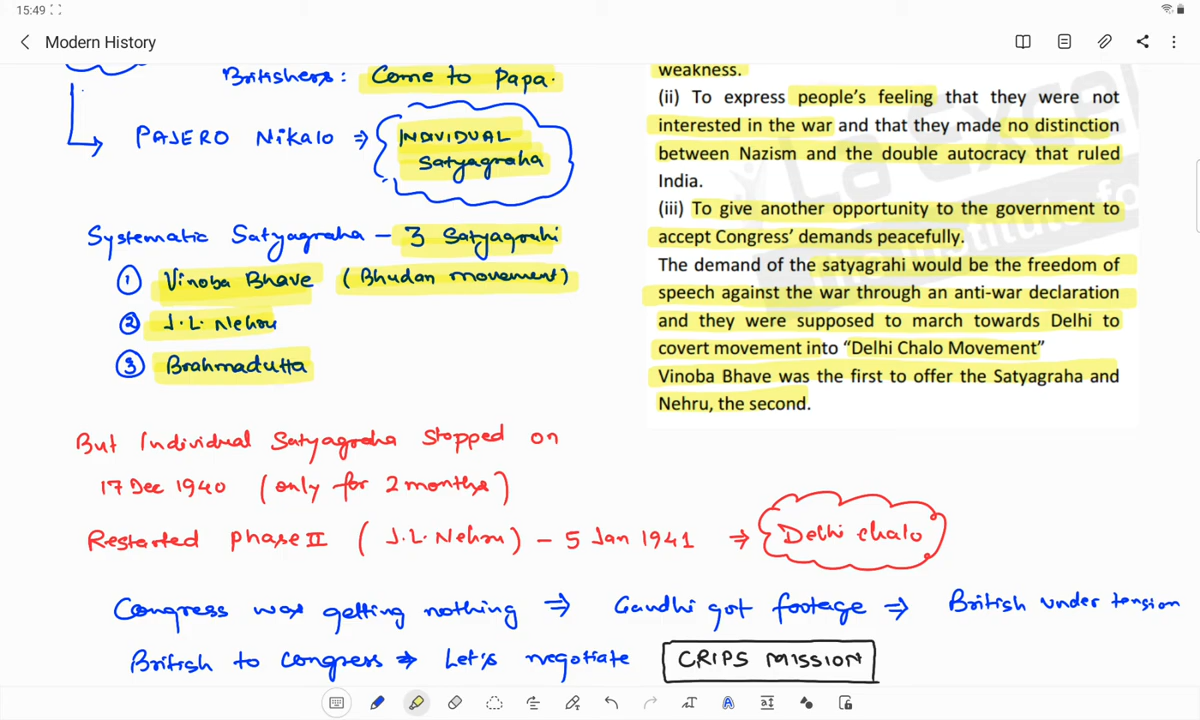 15:49
Modern History
Britishers: Come to Papa.
PAJERO Nikalo ⇒ INDIVIDUAL
Satyagraha
Systematic Satyagraha - 3 Satyagrahi
① Vinoba Bhave (Bhudan movement)
② J.L. Nehru
③ Brahmadutta
weakness.
(ii) To express people's feeling that they were not
interested in the war and that they made no distinction
between Nazism and the double autocracy that ruled
India.
(iii) To give another opportunity to the government to
accept Congress' demands peacefully.
The demand of the satyagrahi would be the freedom of
speech against the war through an anti-war declaration
and they were supposed to march towards Delhi to
covert movement into "Delhi Chalo Movement"
Vinoba Bhave was the first to offer the Satyagraha and
Nehru, the second.
But Individual Satyagraha stopped on
17 Dec 1940 (only for 2 months)
Restarted phase II (J.L. Nehru) - 5 Jan 1941 ⇒ Delhi chalo
Congress was getting nothing ⇒ Gandhi got footage ⇒ British under tension
British to Congress → Let's negotiate CRIPS MISSION